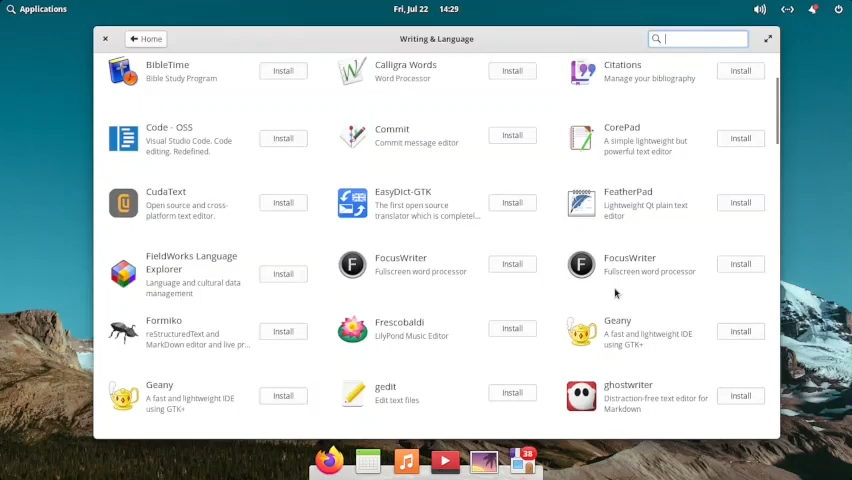 Applications
Fri, Jul 22 14:29
Home
Writing & Language
BibleTime
Bible Study Program
Install
Calligra Words
Word Processor
Install
Citations
Manage your bibliography
Install
Code - OSS
Visual Studio Code. Code
editing. Redefined.
Install
Commit
Commit message editor
Install
CorePad
A simple lightweight but
powerful text editor
Install
CudaText
Open source and cross-
platform text editor.
Install
EasyDict-GTK
The first open source
translator which is completel...
Install
FeatherPad
Lightweight Qt plain text
editor
Install
FieldWorks Language
Explorer
Language and cultural data
management
Install
F
FocusWriter
Fullscreen word processor
Install
F
FocusWriter
Fullscreen word processor
Install
Formiko
reStructuredText and
MarkDown editor and live pr...
Install
Frescobaldi
LilyPond Music Editor
Install
Geany
A fast and lightweight IDE
using GTK+
Install
Geany
A fast and lightweight IDE
using GTK+
Install
gedit
Edit text files
Install
ghostwriter
Distraction-free text editor for
Markdown
Install
38